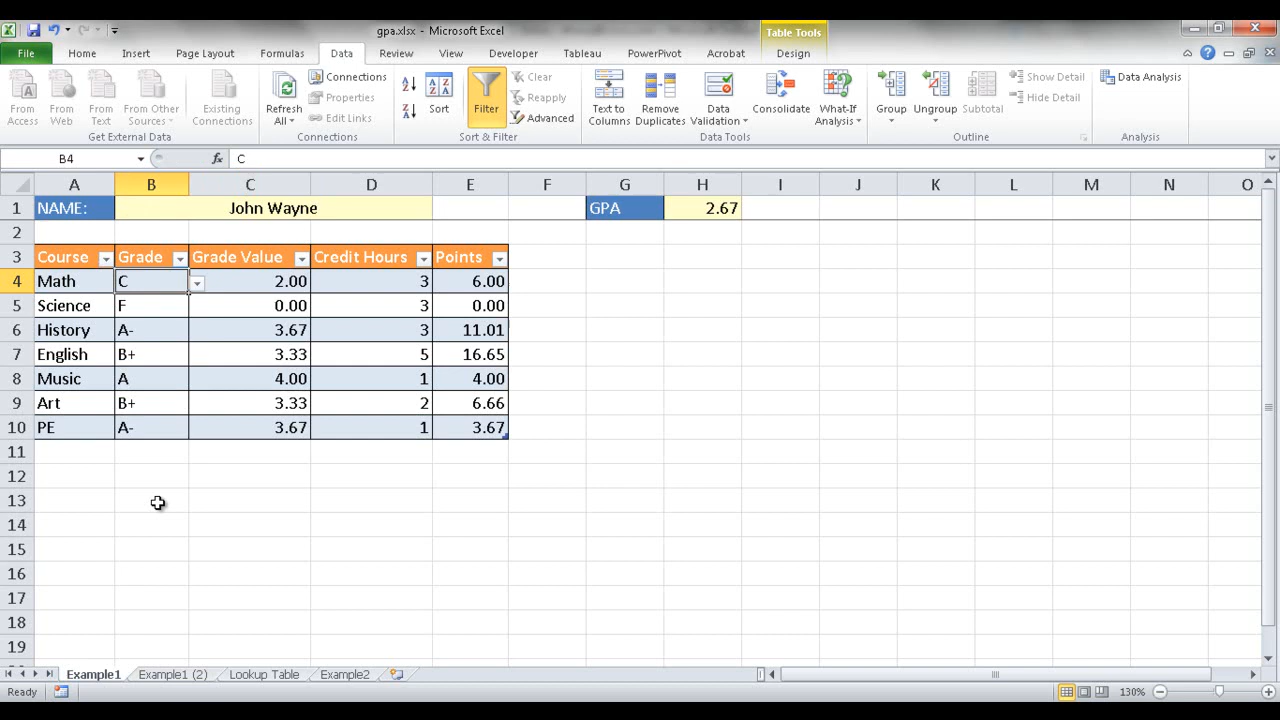 gpa.xlsx - Microsoft Excel
Table Tools
File Home Insert Page Layout Formulas Data Review View Developer Tableau PowerPivot Acrobat Design
From Access
From Web
From Text
From Other Sources
Existing Connections
Get External Data
Refresh All
Connections
Properties
Edit Links
Connections
Sort
Filter
Clear
Reapply
Advanced
Sort & Filter
Text to Columns
Remove Duplicates
Data Validation
Consolidate
What-If Analysis
Data Tools
Group
Ungroup
Subtotal
Show Detail
Hide Detail
Outline
Data Analysis
Analysis
B4 fx C
A B C D E F G H I J K L M N O
1 NAME: John Wayne GPA 2.67
2
3 Course Grade Grade Value Credit Hours Points
4 Math C 2.00 3 6.00
5 Science F 0.00 3 0.00
6 History A- 3.67 3 11.01
7 English B+ 3.33 5 16.65
8 Music A 4.00 1 4.00
9 Art B+ 3.33 2 6.66
10 PE A- 3.67 1 3.67
11
12
13
14
15
16
17
18
19
Example1 Example1 (2) Lookup Table Example2
Ready 130%